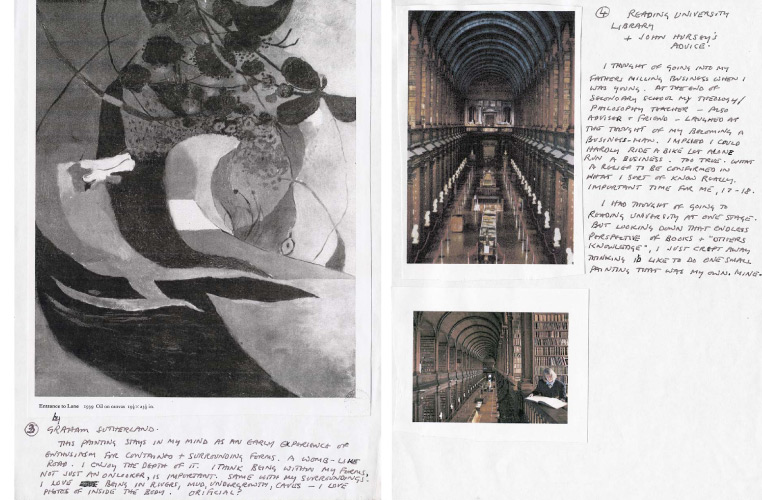 Entrance to Lane 1939 Oil on canvas
by
③ GRAHAM SUTHERLAND.
THIS PAINTING STAYS IN MY MIND AS AN EARLY EXPERIENCE OF
ENTHUSIASM FOR CONTAINED + SURROUNDING FORMS. A WOMB-LIKE
ROAD. I ENJOY THE DEPTH OF IT. I THINK BEING WITHIN MY FORMS,
NOT JUST AN ONLOOKER, IS IMPORTANT. SAME WITH MY SURROUNDINGS.
I LOVE BEING IN RIVERS, MUD, UNDERGROWTH, CAVES – I LOVE
PHOTOS OF INSIDE THE BODY. ORIFICIAL?
④ READING UNIVERSITY
LIBRARY
+ JOHN HURSEY'S
ADVICE.
I THOUGHT OF GOING INTO MY
FATHERS MILLING BUSINESS WHEN I
WAS YOUNG. AT THE END OF
SECONDARY SCHOOL MY THEOLOGY/
PHILOSOPHY TEACHER – ALSO
ADVISER + FRIEND – LAUGHED AT
THE THOUGHT OF MY BECOMING A
BUSINESS-MAN. IMPLIED I COULD
HARDLY RIDE A BIKE LET ALONE
RUN A BUSINESS. TOO TRUE. WHAT
A RELIEF TO BE CONFIRMED IN
WHAT I SORT OF KNOW REALLY.
IMPORTANT TIME FOR ME, 17-18.
I HAD THOUGHT OF GOING TO
READING UNIVERSITY AT ONE STAGE.
BUT LOOKING DOWN THAT ENDLESS
PERSPECTIVE OF BOOKS + "OTHERS
KNOWLEDGE", I JUST CREPT AWAY
THINKING ID LIKE TO DO ONE SMALL
PAINTING THAT WAS MY OWN. MINE.